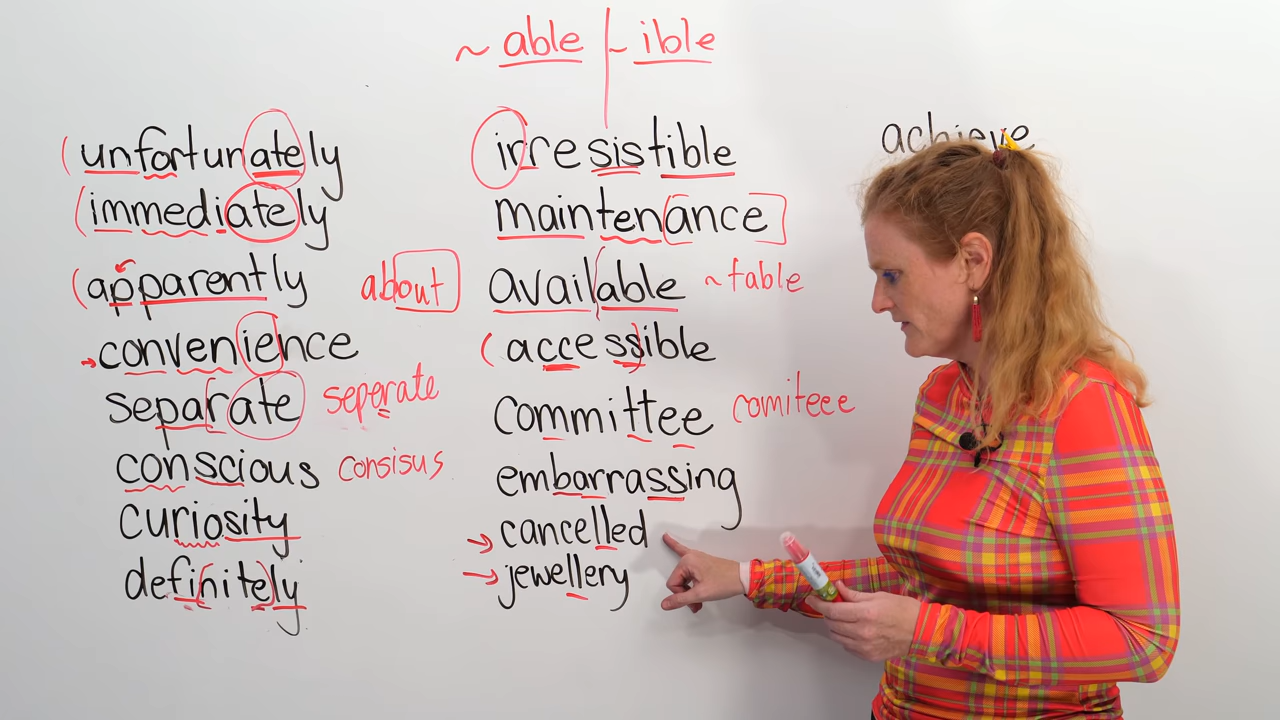 ~ able | ~ ible
unfortunately
immediately
apparently about
convenience
separate seperate
conscious consisus
curiosity
definitely
irresistible
maintenance
available ~table
accessible
committee comiteee
embarrassing
cancelled
jewellery
achieve